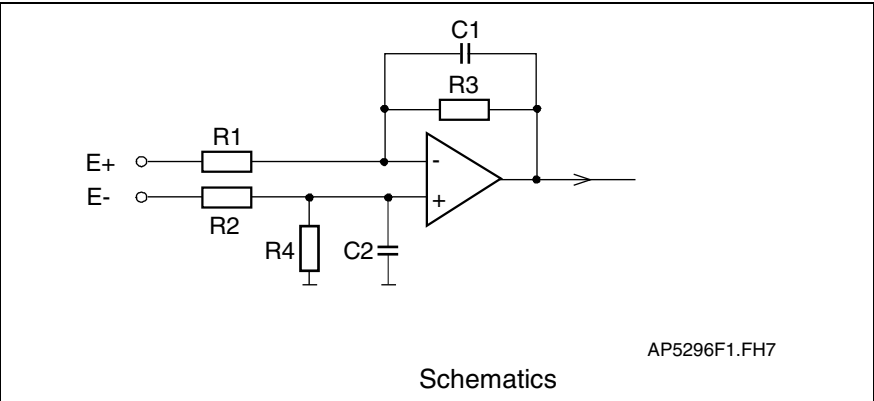 C1
R3
R1
E+
-
E-
+
R2
R4
C2
AP5296F1.FH7
Schematics